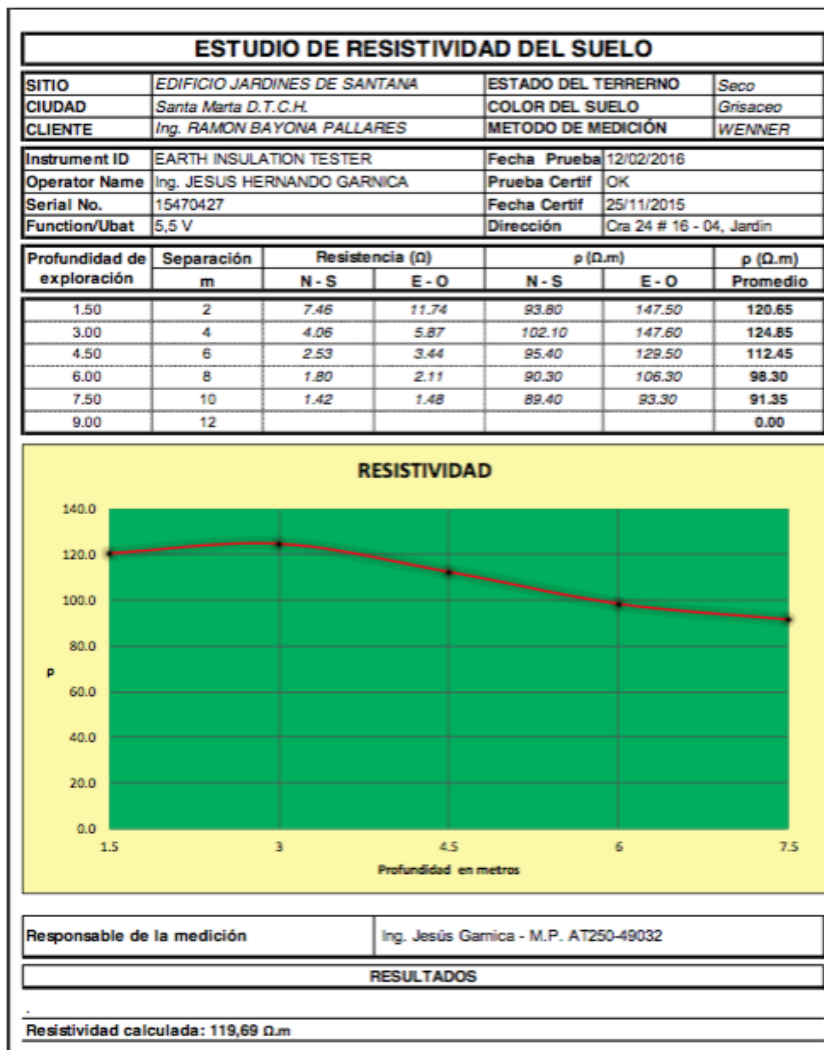 ESTUDIO DE RESISTIVIDAD DEL SUELO
SITIO EDIFICIO JARDINES DE SANTANA ESTADO DEL TERRERNO Seco
CIUDAD Santa Marta D.T.C.H. COLOR DEL SUELO Grisaceo
CLIENTE Ing. RAMON BAYONA PALLARES METODO DE MEDICIÓN WENNER
Instrument ID EARTH INSULATION TESTER Fecha Prueba 12/02/2016
Operator Name Ing. JESUS HERNANDO GARNICA Prueba Certif OK
Serial No. 15470427 Fecha Certif 25/11/2015
Function/Ubat 5,5 V Dirección Cra 24 # 16 - 04, Jardin
Profundidad de exploración Separación m Resistencia (Ω) ρ (Ω.m) ρ (Ω.m) Promedio
N - S E - O N - S E - O
1.50 2 7.46 11.74 93.80 147.50 120.65
3.00 4 4.06 5.87 102.10 147.60 124.85
4.50 6 2.53 3.44 95.40 129.50 112.45
6.00 8 1.80 2.11 90.30 106.30 98.30
7.50 10 1.42 1.48 89.40 93.30 91.35
9.00 12 0.00
RESISTIVIDAD
140.0
120.0
100.0
80.0
ρ
60.0
40.0
20.0
0.0
1.5 3 4.5 6 7.5
Profundidad en metros
Responsable de la medición Ing. Jesús Garnica - M.P. AT250-49032
RESULTADOS
.
Resistividad calculada: 119,69 Ω.m